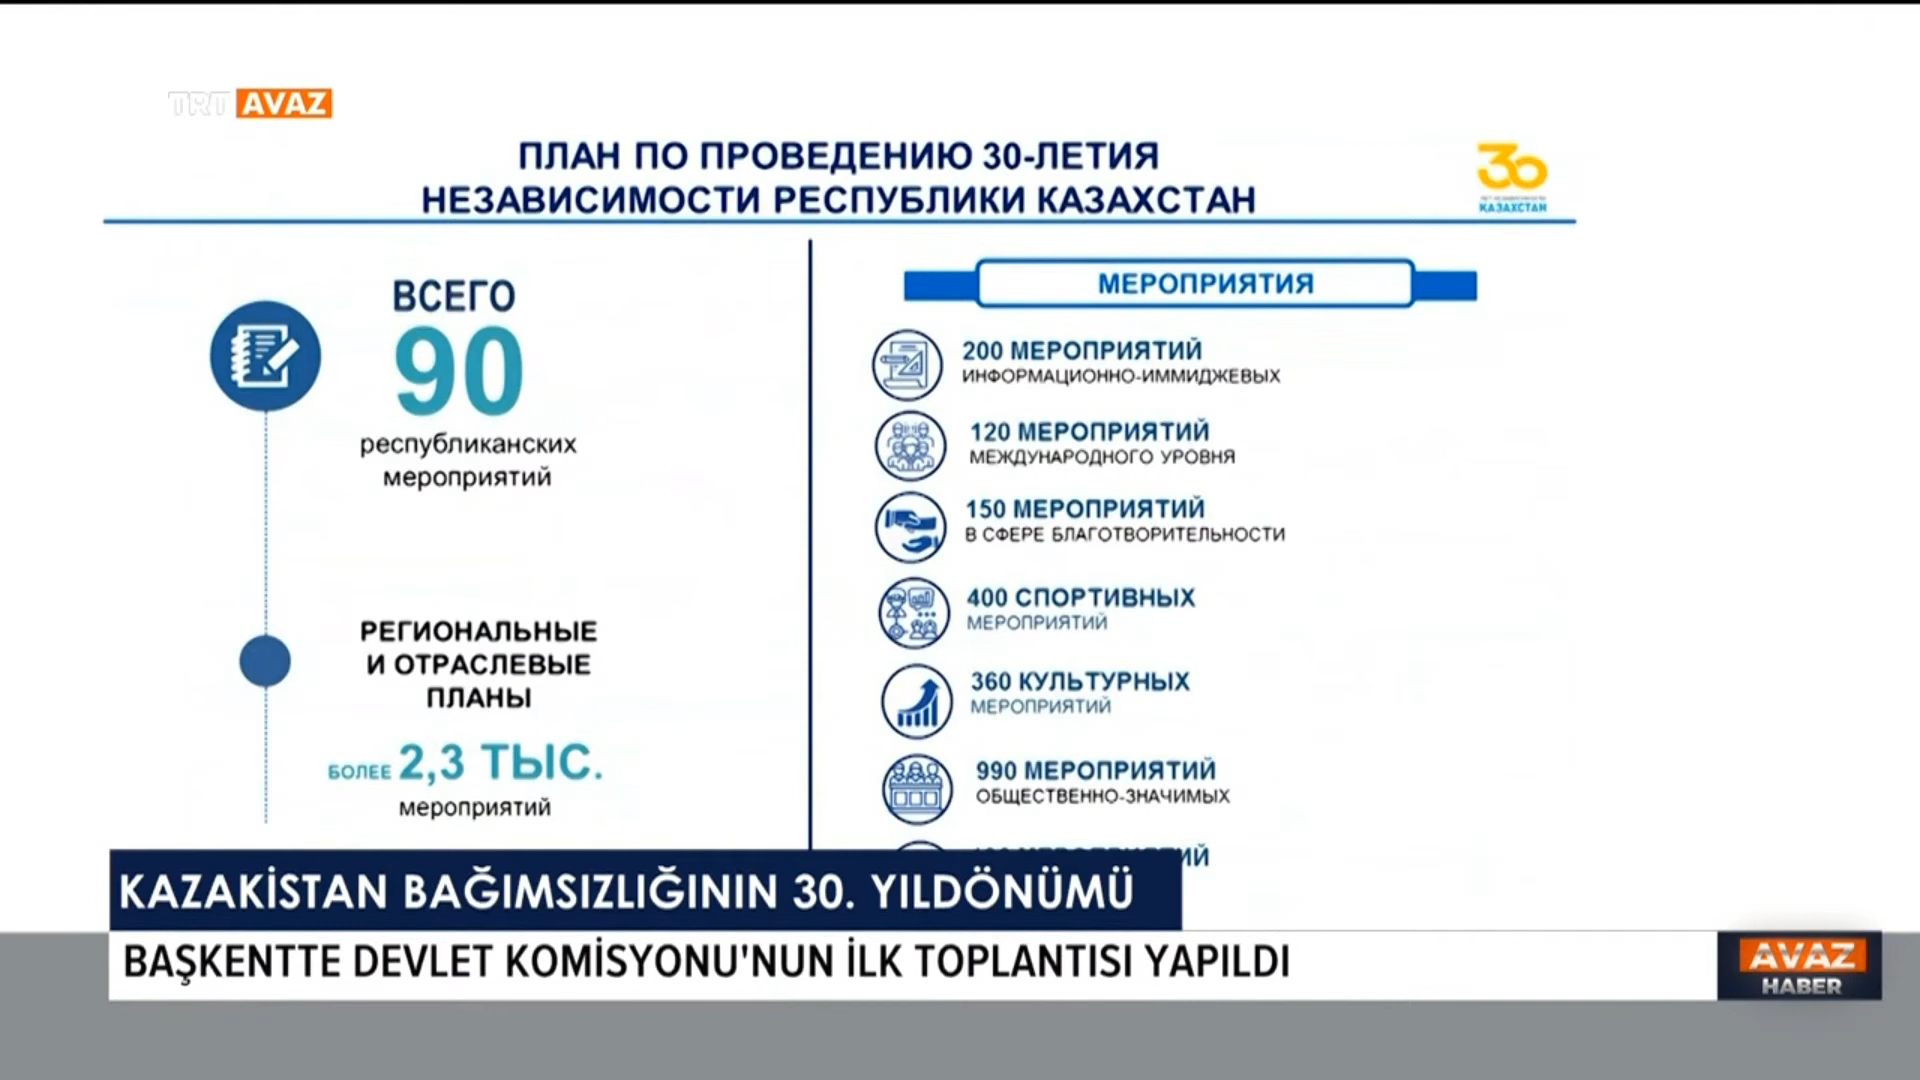 TRT AVAZ
ПЛАН ПО ПРОВЕДЕНИЮ 30-ЛЕТИЯ
НЕЗАВИСИМОСТИ РЕСПУБЛИКИ КАЗАХСТАН
30
КАЗАХСТАН
ВСЕГО
90
республиканских
мероприятий
РЕГИОНАЛЬНЫЕ
И ОТРАСЛЕВЫЕ
ПЛАНЫ
БОЛЕЕ 2,3 ТЫС.
мероприятий
МЕРОПРИЯТИЯ
200 МЕРОПРИЯТИЙ
ИНФОРМАЦИОННО-ИММИДЖЕВЫХ
120 МЕРОПРИЯТИЙ
МЕЖДУНАРОДНОГО УРОВНЯ
150 МЕРОПРИЯТИЙ
В СФЕРЕ БЛАГОТВОРИТЕЛЬНОСТИ
400 СПОРТИВНЫХ
МЕРОПРИЯТИЙ
360 КУЛЬТУРНЫХ
МЕРОПРИЯТИЙ
990 МЕРОПРИЯТИЙ
ОБЩЕСТВЕННО-ЗНАЧИМЫХ
KAZAKİSTAN BAĞIMSIZLIĞININ 30. YILDÖNÜMÜ
BAŞKENTTE DEVLET KOMİSYONU'NUN İLK TOPLANTISI YAPILDI
AVAZ
HABER